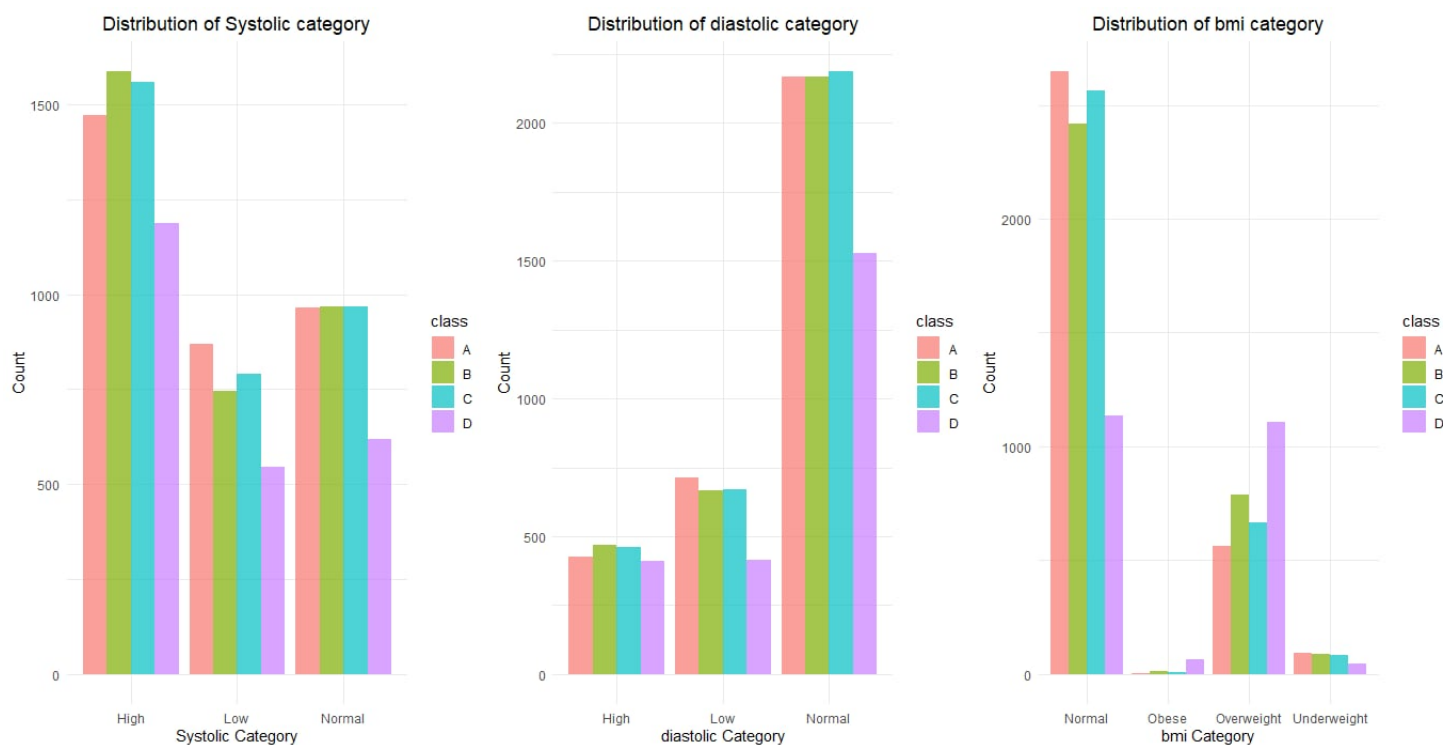 Distribution of Systolic category
Count
1500
1000
500
0
High
Low
Normal
Systolic Category
class
A
B
C
D
Distribution of diastolic category
Count
2000
1500
1000
500
0
High
Low
Normal
diastolic Category
class
A
B
C
D
Distribution of bmi category
Count
2000
1000
0
Normal
Obese
Overweight
Underweight
bmi Category
class
A
B
C
D